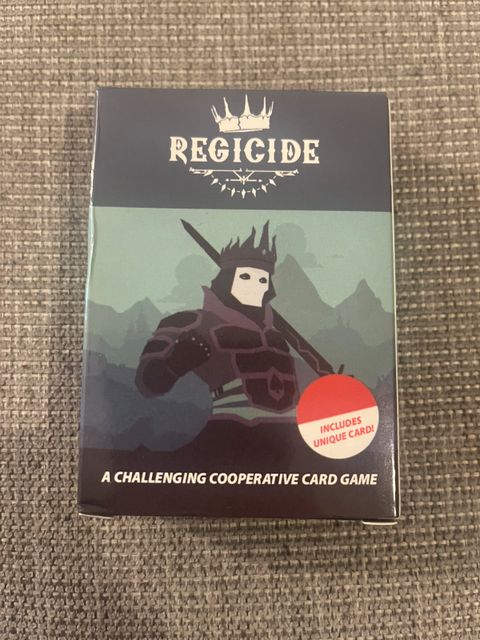 REGICIDE
INCLUDES
UNIQUE CARD!
A CHALLENGING COOPERATIVE CARD GAME